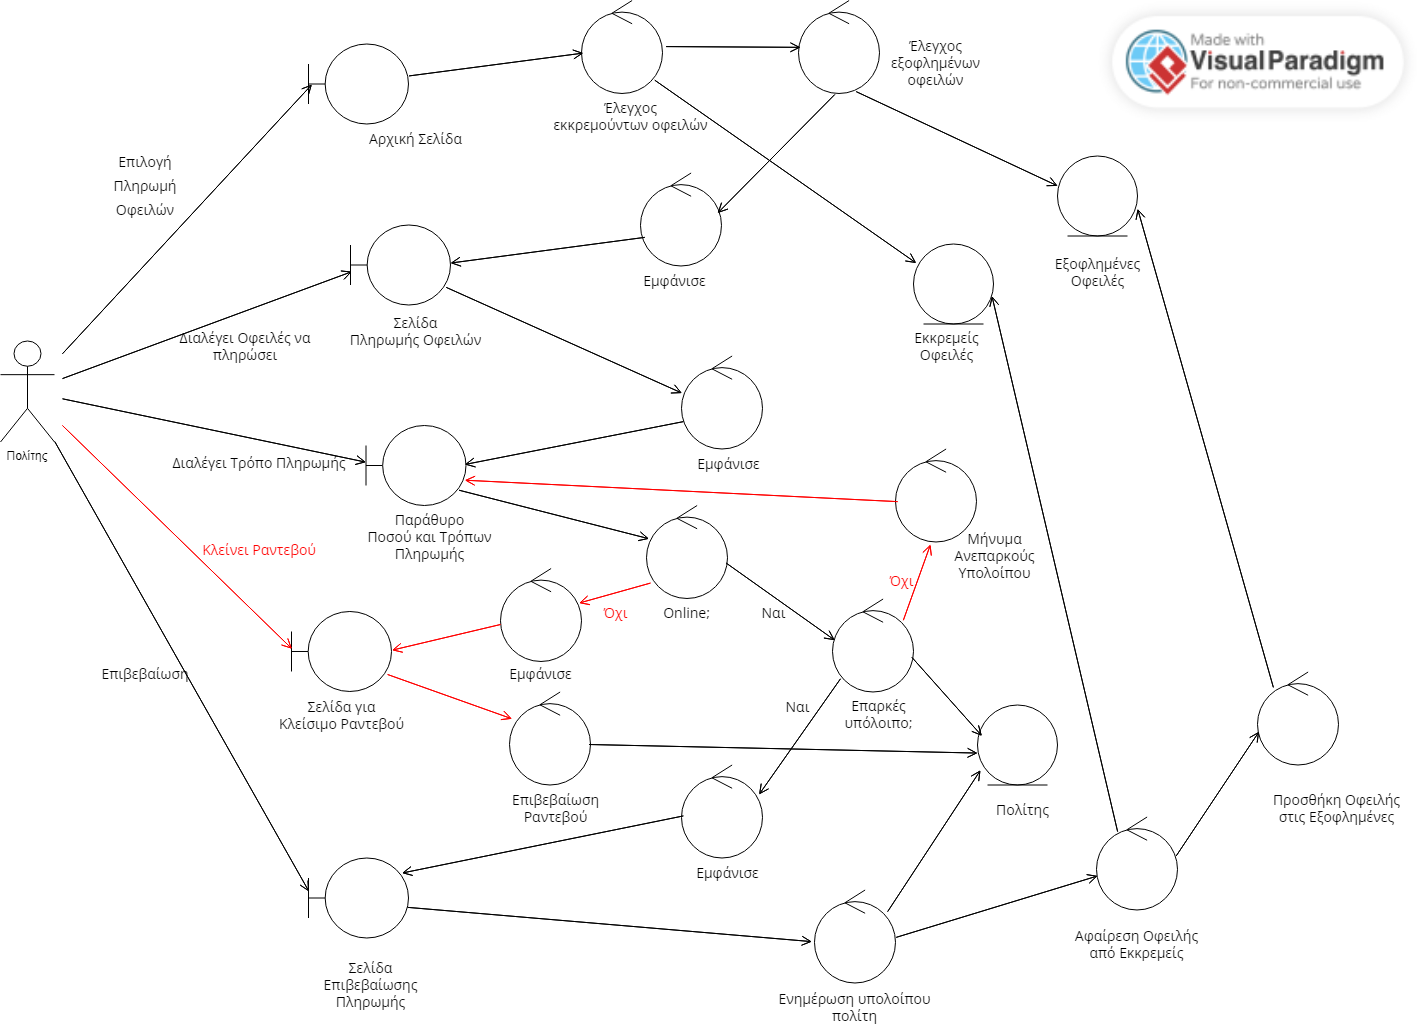 Made with
Visual Paradigm
For non-commercial use
Έλεγχος
εξοφλημένων
οφειλών
Έλεγχος
εκκρεμούντων οφειλών
Αρχική Σελίδα
Επιλογή
Πληρωμή
Οφειλών
Εξοφλημένες
Οφειλές
Εμφάνισε
Σελίδα
Πληρωμής Οφειλών
Διαλέγει Οφειλές να
πληρώσει
Εκκρεμείς
Οφειλές
Πολίτης
Διαλέγει Τρόπο Πληρωμής
Εμφάνισε
Παράθυρο
Ποσού και Τρόπων
Πληρωμής
Μήνυμα
Ανεπαρκούς
Υπολοίπου
Κλείνει Ραντεβού
Όχι
Όχι
Online;
Ναι
Εμφάνισε
Επιβεβαίωση
Σελίδα για
Κλείσιμο Ραντεβού
Ναι
Επαρκές
υπόλοιπο;
Επιβεβαίωση
Ραντεβού
Πολίτης
Προσθήκη Οφειλής
στις Εξοφλημένες
Εμφάνισε
Αφαίρεση Οφειλής
από Εκκρεμείς
Σελίδα
Επιβεβαίωσης
Πληρωμής
Ενημέρωση υπολοίπου
πολίτη